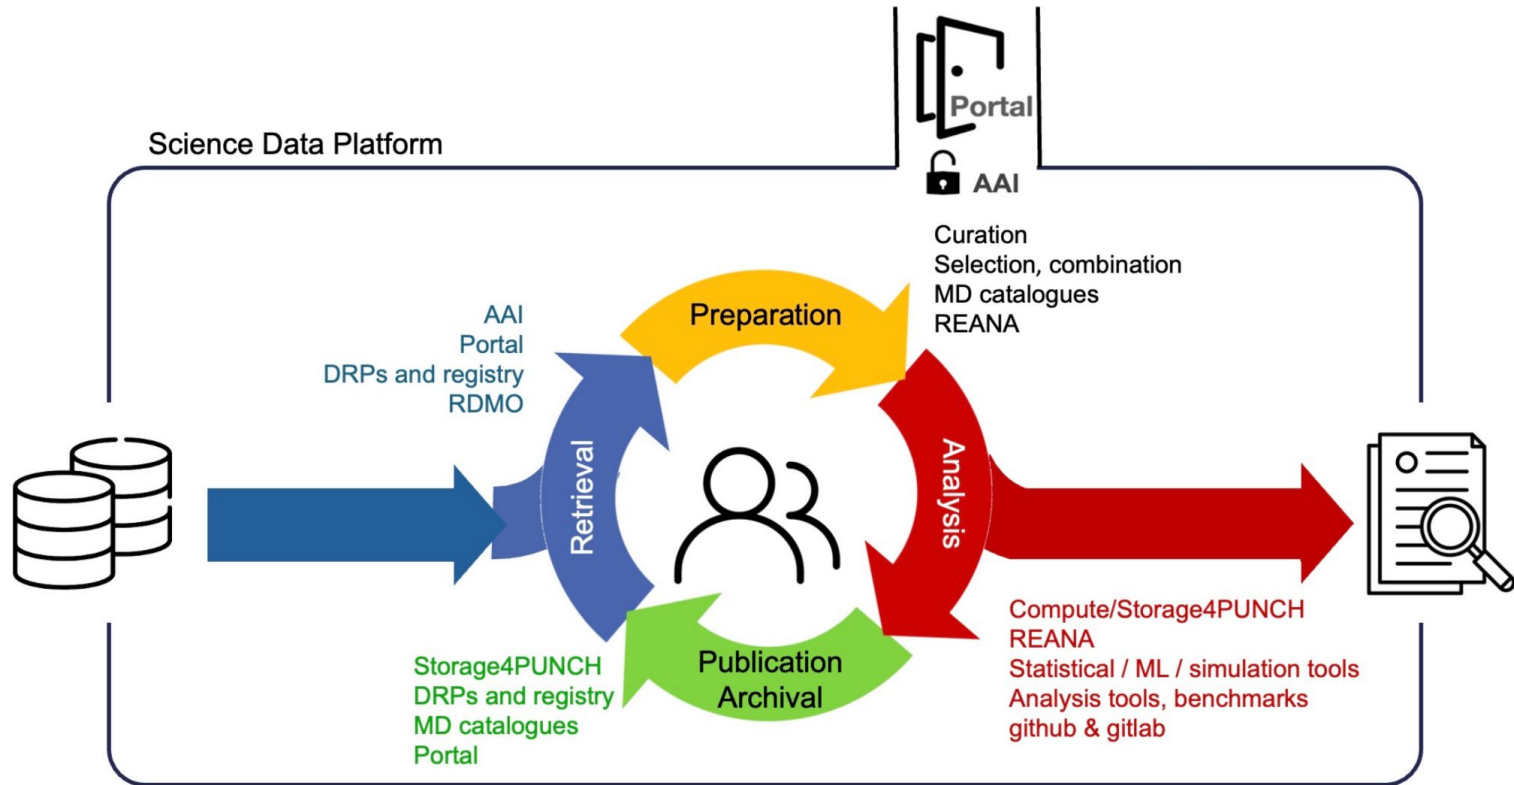 Portal
Science Data Platform
AAI
Curation
Selection, combination
MD catalogues
REANA
Preparation
AAI
Portal
DRPs and registry
RDMO
Retrieval
Analysis
Compute/Storage4PUNCH
REANA
Statistical / ML / simulation tools
Analysis tools, benchmarks
github & gitlab
Publication
Archival
Storage4PUNCH
DRPs and registry
MD catalogues
Portal